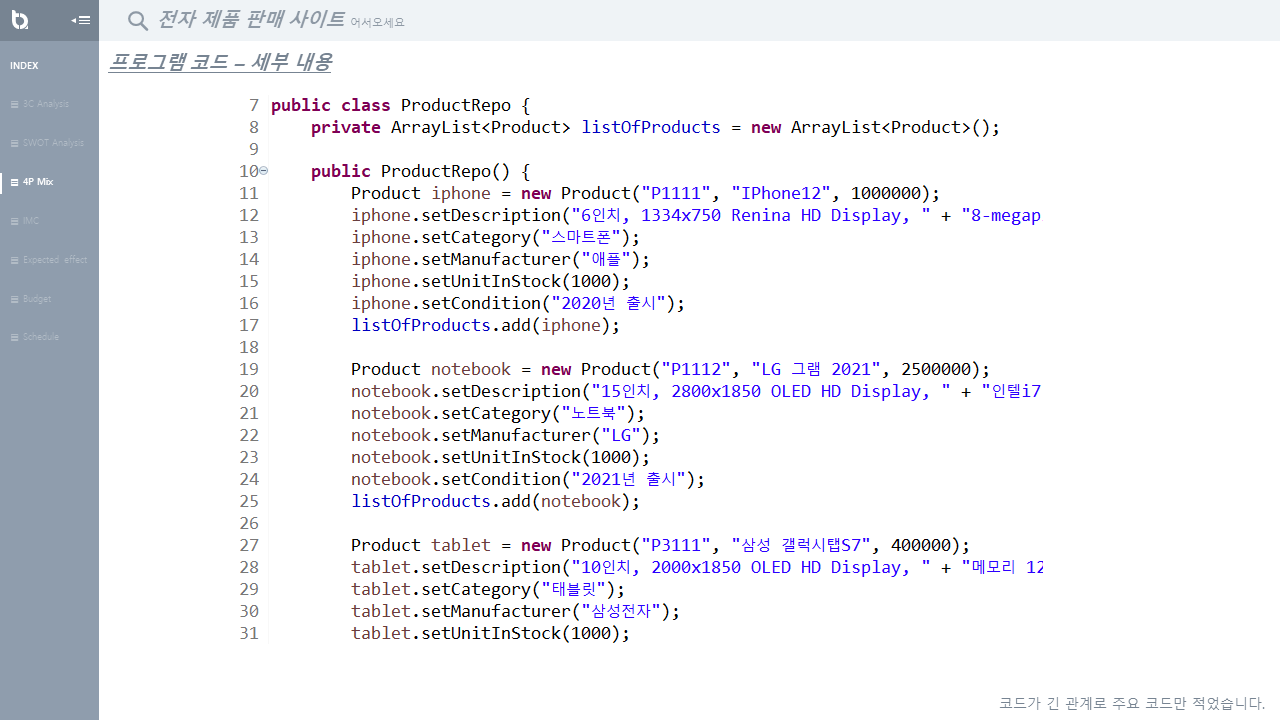 전자 제품 판매 사이트 어서오세요
INDEX
3C Analysis
SWOT Analysis
4P Mix
IMC
Expected effect
Budget
Schedule
프로그램 코드 – 세부 내용
7 public class ProductRepo {
8 private ArrayList<Product> listOfProducts = new ArrayList<Product>();
9
10 public ProductRepo() {
11 Product iphone = new Product("P1111", "IPhone12", 1000000);
12 iphone.setDescription("6인치, 1334x750 Renina HD Display, " + "8-megap
13 iphone.setCategory("스마트폰");
14 iphone.setManufacturer("애플");
15 iphone.setUnitInStock(1000);
16 iphone.setCondition("2020년 출시");
17 listOfProducts.add(iphone);
18
19 Product notebook = new Product("P1112", "LG 그램 2021", 2500000);
20 notebook.setDescription("15인치, 2800x1850 OLED HD Display, " + "인텔i7
21 notebook.setCategory("노트북");
22 notebook.setManufacturer("LG");
23 notebook.setUnitInStock(1000);
24 notebook.setCondition("2021년 출시");
25 listOfProducts.add(notebook);
26
27 Product tablet = new Product("P3111", "삼성 갤럭시탭S7", 400000);
28 tablet.setDescription("10인치, 2000x1850 OLED HD Display, " + "메모리 12
29 tablet.setCategory("태블릿");
30 tablet.setManufacturer("삼성전자");
31 tablet.setUnitInStock(1000);
코드가 긴 관계로 주요 코드만 적었습니다.